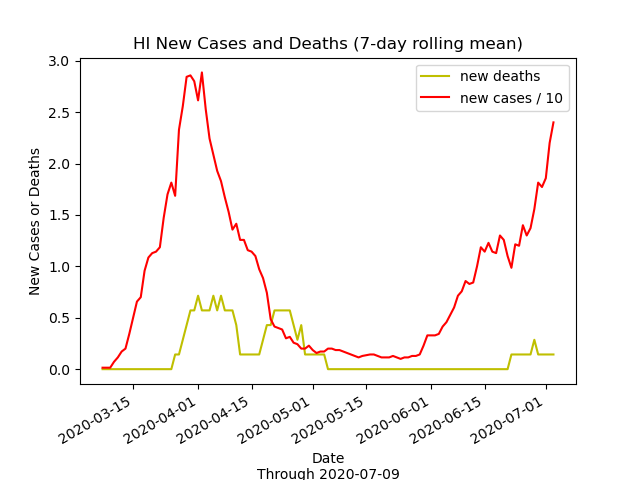 HI New Cases and Deaths (7-day rolling mean)
new deaths
new cases / 10
3.0
2.5
2.0
1.5
1.0
0.5
0.0
New Cases or Deaths
2020-03-15
2020-04-01
2020-04-15
2020-05-01
2020-05-15
2020-06-01
2020-06-15
2020-07-01
Date
Through 2020-07-09